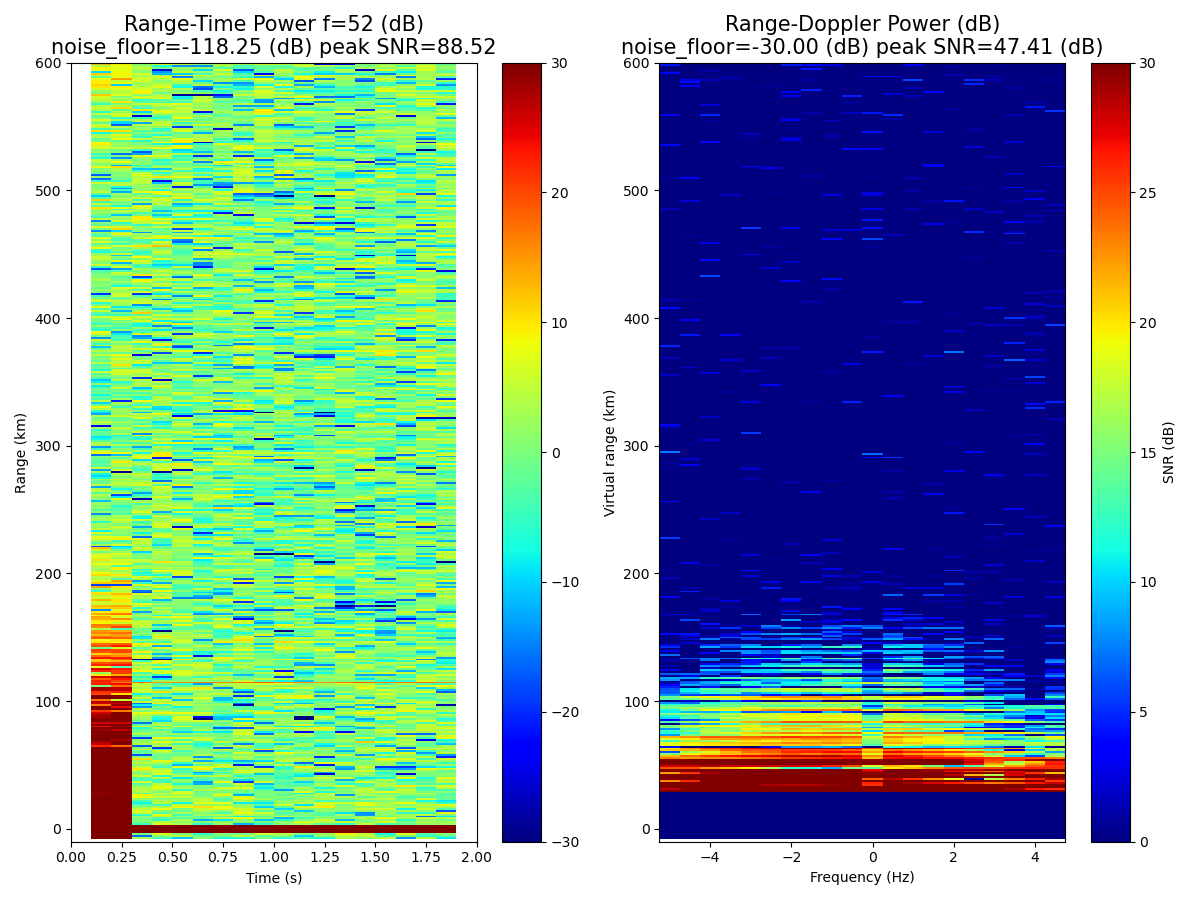 Range-Time Power f=52 (dB)
noise_floor=-118.25 (dB) peak SNR=88.52
Range-Doppler Power (dB)
noise_floor=-30.00 (dB) peak SNR=47.41 (dB)
600
500
400
300
200
100
0
Range (km)
0.00 0.25 0.50 0.75 1.00 1.25 1.50 1.75 2.00
Time (s)
30
20
10
0
−10
−20
−30
600
500
400
300
200
100
0
Virtual range (km)
−4 −2 0 2 4
Frequency (Hz)
30
25
20
15
10
5
0
SNR (dB)